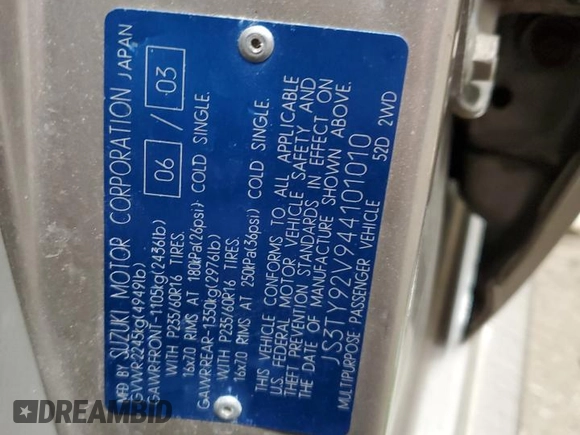 MFD BY SUZUKI MOTOR CORPORATION JAPAN
GVWR-2245kg(4949lb) 06 / 03
GAWRFRONT-1105kg(2436lb)
WITH P235/60R16 TIRES.
16x7.0 RIMS AT 180kPa(26psi) COLD SINGLE.
GAWRREAR-1350kg(2976lb)
WITH P235/60R16 TIRES.
16x7.0 RIMS AT 250kPa(36psi) COLD SINGLE.
THIS VEHICLE CONFORMS TO ALL APPLICABLE
U.S. FEDERAL MOTOR VEHICLE SAFETY AND
THEFT PREVENTION STANDARDS IN EFFECT ON
THE DATE OF MANUFACTURE SHOWN ABOVE.
JS3TY92V944101010
MULTIPURPOSE PASSENGER VEHICLE 52D 2WD
DREAMBID